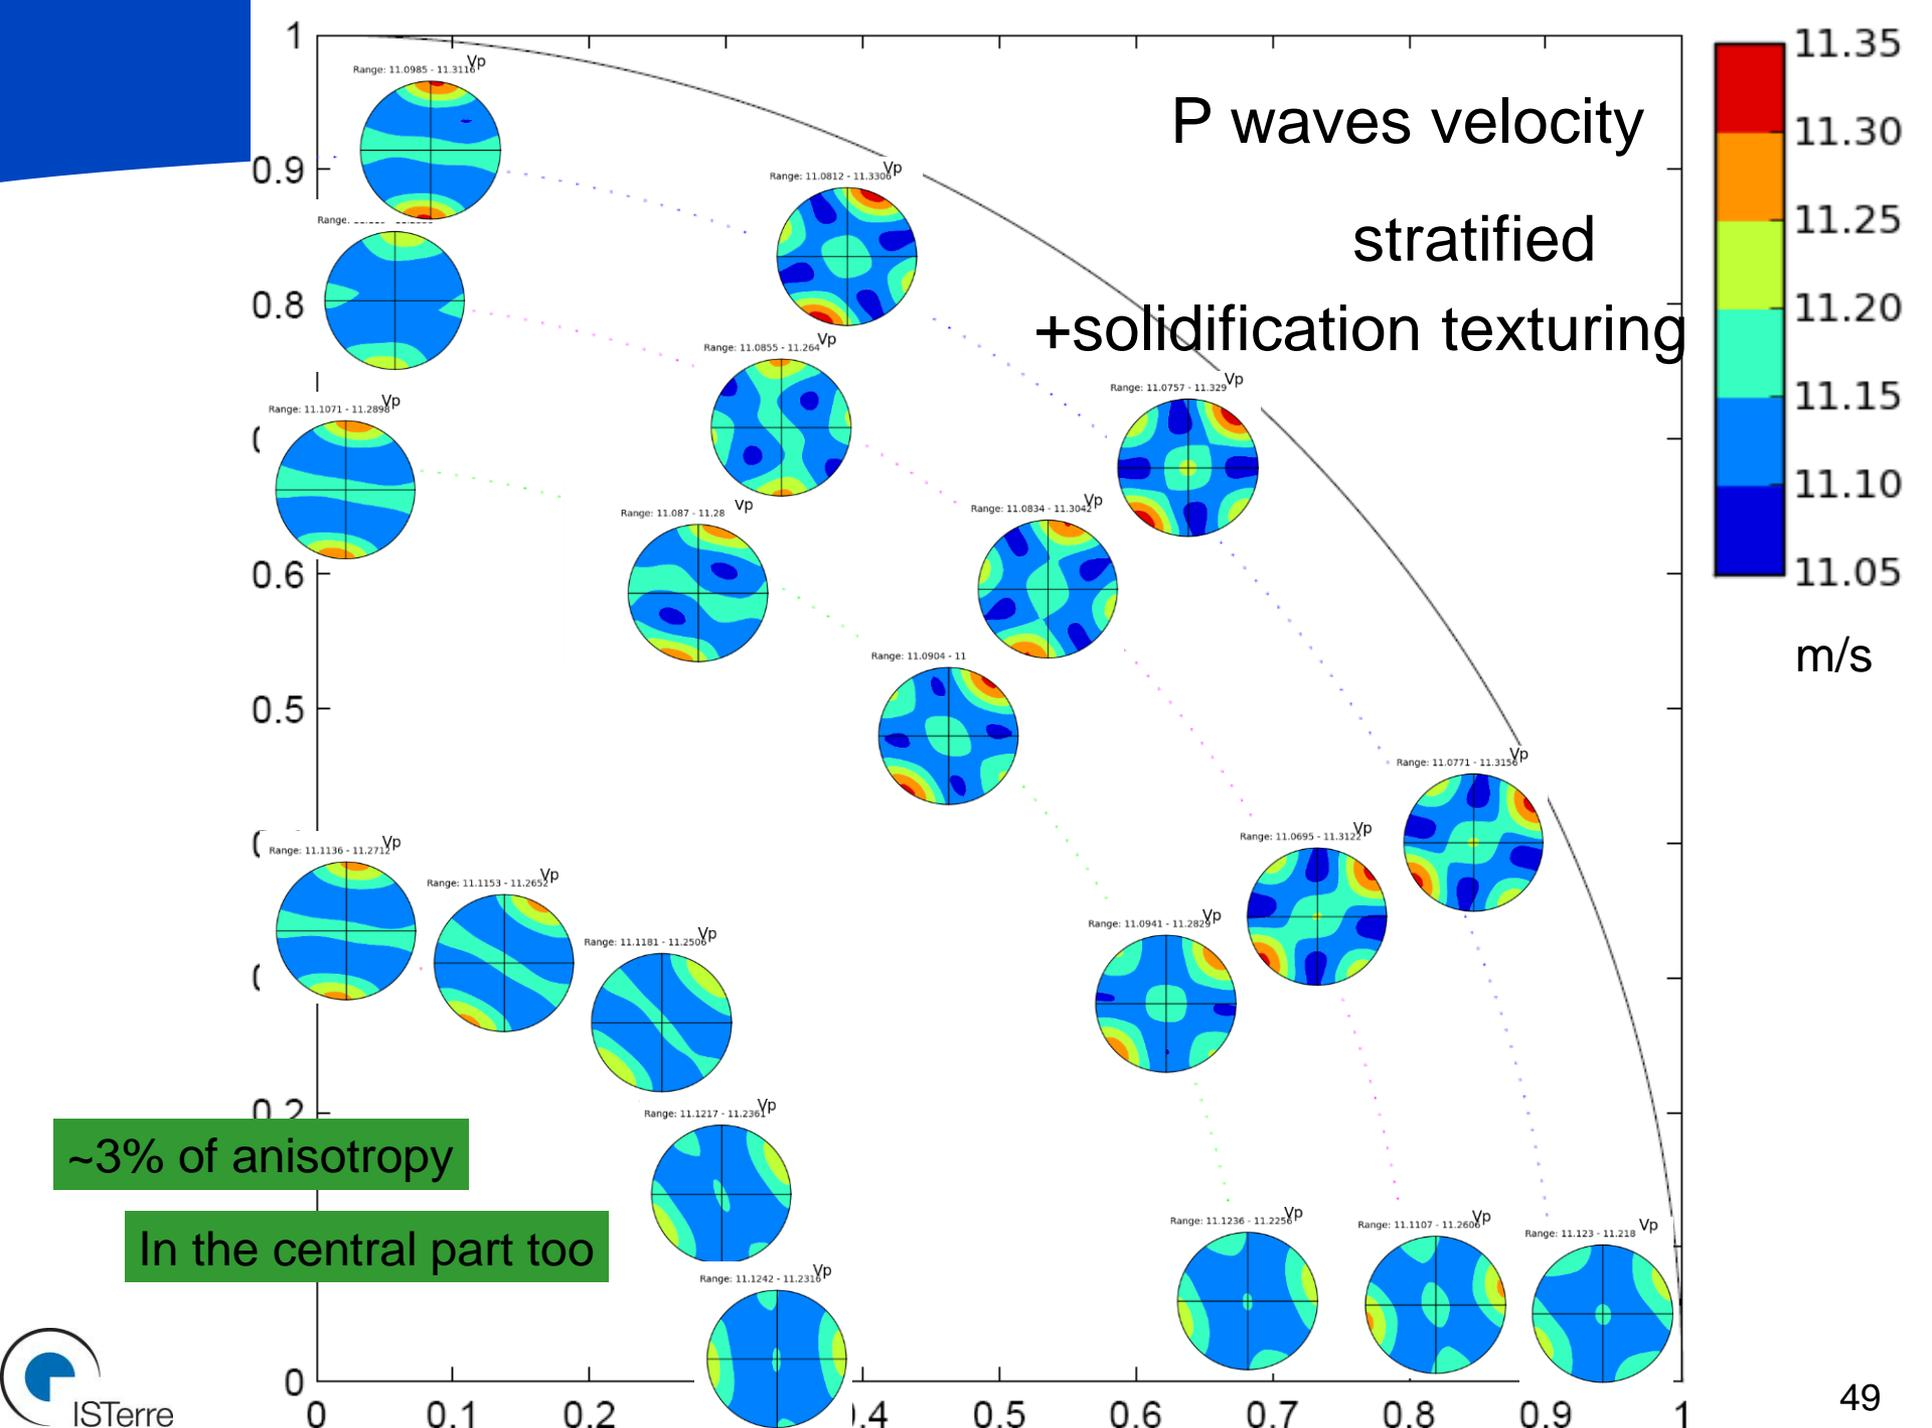 1
Range: 11.0985 - 11.3116
Vp
P waves velocity
11.35
11.30
0.9
Range: 11.0812 - 11.3306
Vp
stratified
11.25
Range:
0.8
+solidification texturing
11.20
Range: 11.0855 - 11.264
Vp
Range: 11.1071 - 11.2898
Vp
Range: 11.0757 - 11.329
Vp
11.15
11.10
Range: 11.087 - 11.28
Vp
Range: 11.0834 - 11.3042
Vp
0.6
11.05
m/s
Range: 11.0904 - 11
0.5
Range: 11.0771 - 11.3156
Vp
Range: 11.1136 - 11.2712
Vp
Range: 11.0695 - 11.3122
Vp
Range: 11.1153 - 11.2652
Vp
Range: 11.0941 - 11.2829
Vp
Range: 11.1181 - 11.2506
Vp
0.2
Range: 11.1217 - 11.2361
Vp
~3% of anisotropy
In the central part too
Range: 11.1236 - 11.2256
Vp
Range: 11.1107 - 11.2606
Vp
Range: 11.123 - 11.218
Vp
Range: 11.1242 - 11.2316
Vp
0
0 0.1 0.2 .4 0.5 0.6 0.7 0.8 0.9 1
ISTerre
49